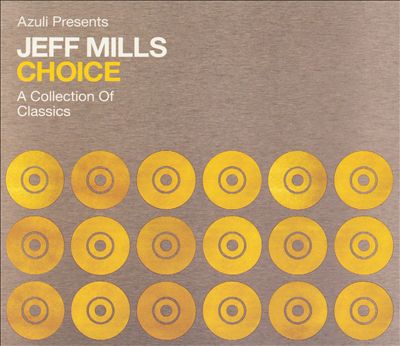 Azuli Presents
JEFF MILLS
CHOICE
A Collection Of
Classics